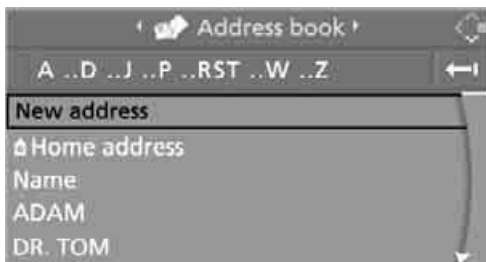 Address book
A ..D ..J ..P ..RST ..W ..Z
New address
Home address
Name
ADAM
DR. TOM